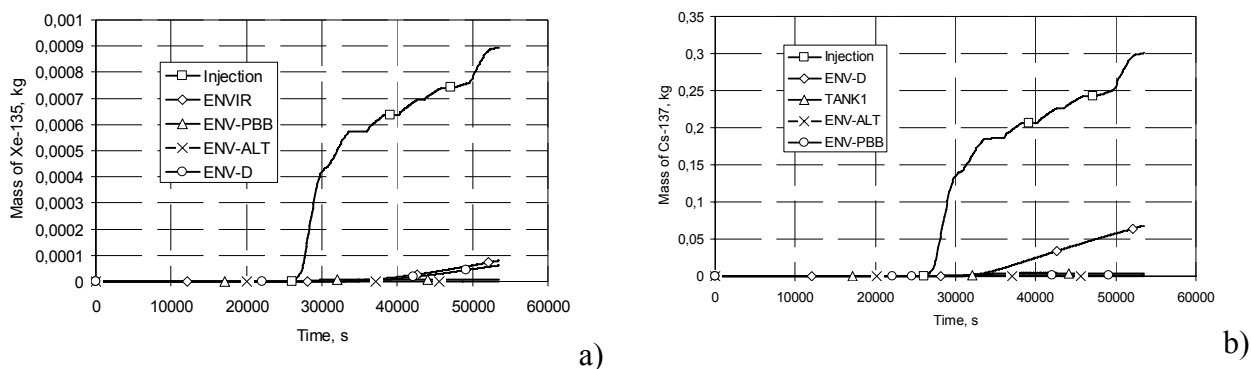 0,001
0,0009
0,0008
0,0007
0,0006
0,0005
0,0004
0,0003
0,0002
0,0001
0
Mass of Xe-135, kg
Injection
ENVIR
ENV-PBB
ENV-ALT
ENV-D
0 10000 20000 30000 40000 50000 60000
Time, s
a)
0,35
0,3
0,25
0,2
0,15
0,1
0,05
0
Mass of Cs-137, kg
Injection
ENV-D
TANK1
ENV-ALT
ENV-PBB
0 10000 20000 30000 40000 50000 60000
Time, s
b)